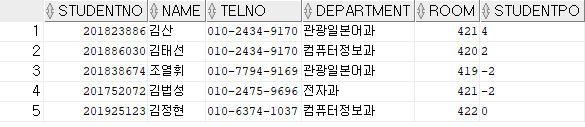 STUDENTNO NAME TELNO DEPARTMENT ROOM STUDENTPO
1 201823886 김산 010-2434-9170 관광일본어과 421 4
2 201886030 김태선 010-2434-9170 컴퓨터정보과 420 2
3 201838674 조열휘 010-7794-9169 관광일본어과 419 -2
4 201752072 김법성 010-2475-9696 전자과 421 -2
5 201925123 김정현 010-6374-1037 컴퓨터정보과 422 0